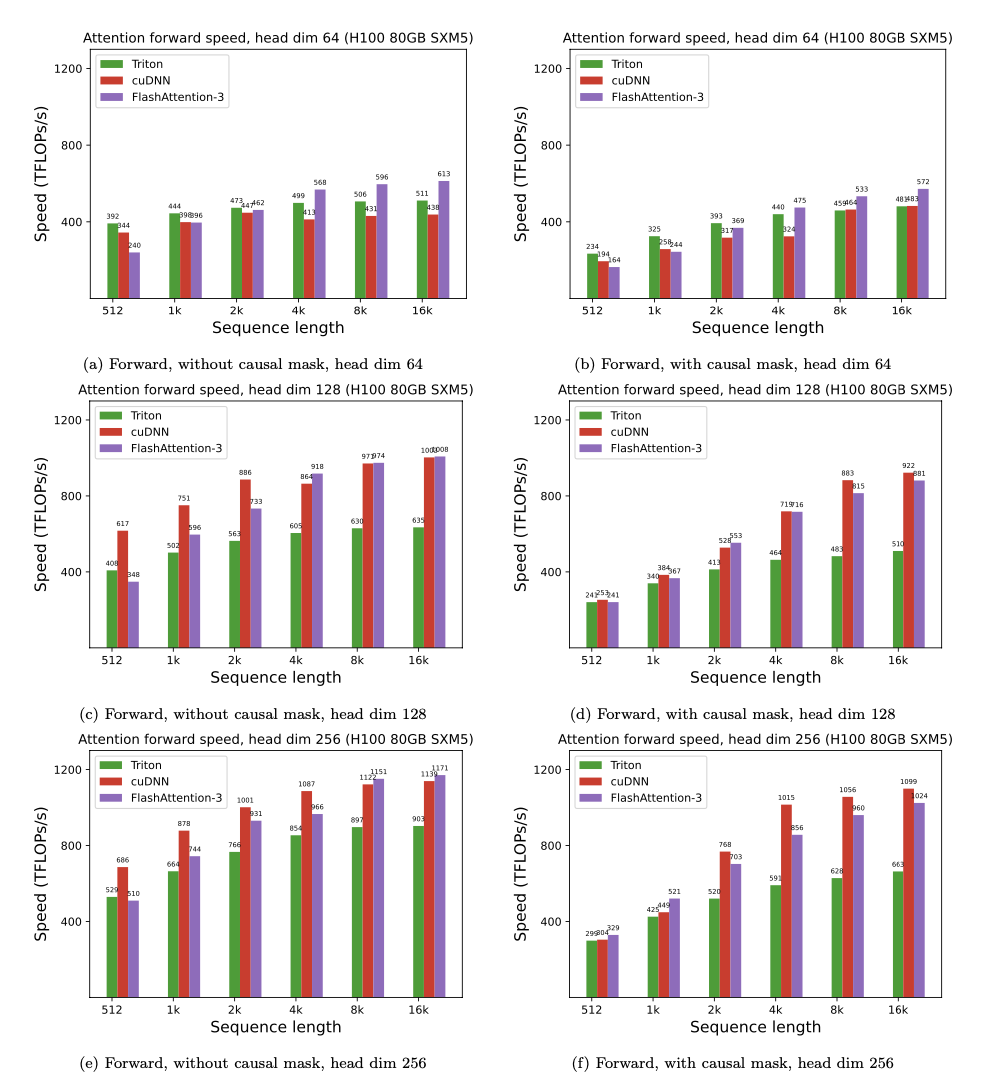 Attention forward speed, head dim 64 (H100 80GB SXM5)
Triton
cuDNN
FlashAttention-3
1200
800
400
Speed (TFLOPs/s)
392 344 240 444 398 396 473 447 462 499 413 568 506 431 596 511 438 613
512 1k 2k 4k 8k 16k
Sequence length
(a) Forward, without causal mask, head dim 64
Attention forward speed, head dim 64 (H100 80GB SXM5)
Triton
cuDNN
FlashAttention-3
1200
800
400
Speed (TFLOPs/s)
234 194 164 325 258 244 393 317 369 440 324 475 459 464 533 481 483 572
512 1k 2k 4k 8k 16k
Sequence length
(b) Forward, with causal mask, head dim 64
Attention forward speed, head dim 128 (H100 80GB SXM5)
Triton
cuDNN
FlashAttention-3
1200
800
400
Speed (TFLOPs/s)
408 617 348 502 751 596 563 886 733 605 864 918 630 971 974 635 1003 1008
512 1k 2k 4k 8k 16k
Sequence length
(c) Forward, without causal mask, head dim 128
Attention forward speed, head dim 128 (H100 80GB SXM5)
Triton
cuDNN
FlashAttention-3
1200
800
400
Speed (TFLOPs/s)
241 253 241 340 384 367 413 528 553 464 719 716 483 883 815 510 922 881
512 1k 2k 4k 8k 16k
Sequence length
(d) Forward, with causal mask, head dim 128
Attention forward speed, head dim 256 (H100 80GB SXM5)
Triton
cuDNN
FlashAttention-3
1200
800
400
Speed (TFLOPs/s)
529 686 510 664 878 744 766 1001 931 854 1087 966 897 1122 1151 903 1139 1171
512 1k 2k 4k 8k 16k
Sequence length
(e) Forward, without causal mask, head dim 256
Attention forward speed, head dim 256 (H100 80GB SXM5)
Triton
cuDNN
FlashAttention-3
1200
800
400
Speed (TFLOPs/s)
299 304 329 425 449 521 520 768 703 591 1015 856 628 1056 960 663 1099 1024
512 1k 2k 4k 8k 16k
Sequence length
(f) Forward, with causal mask, head dim 256